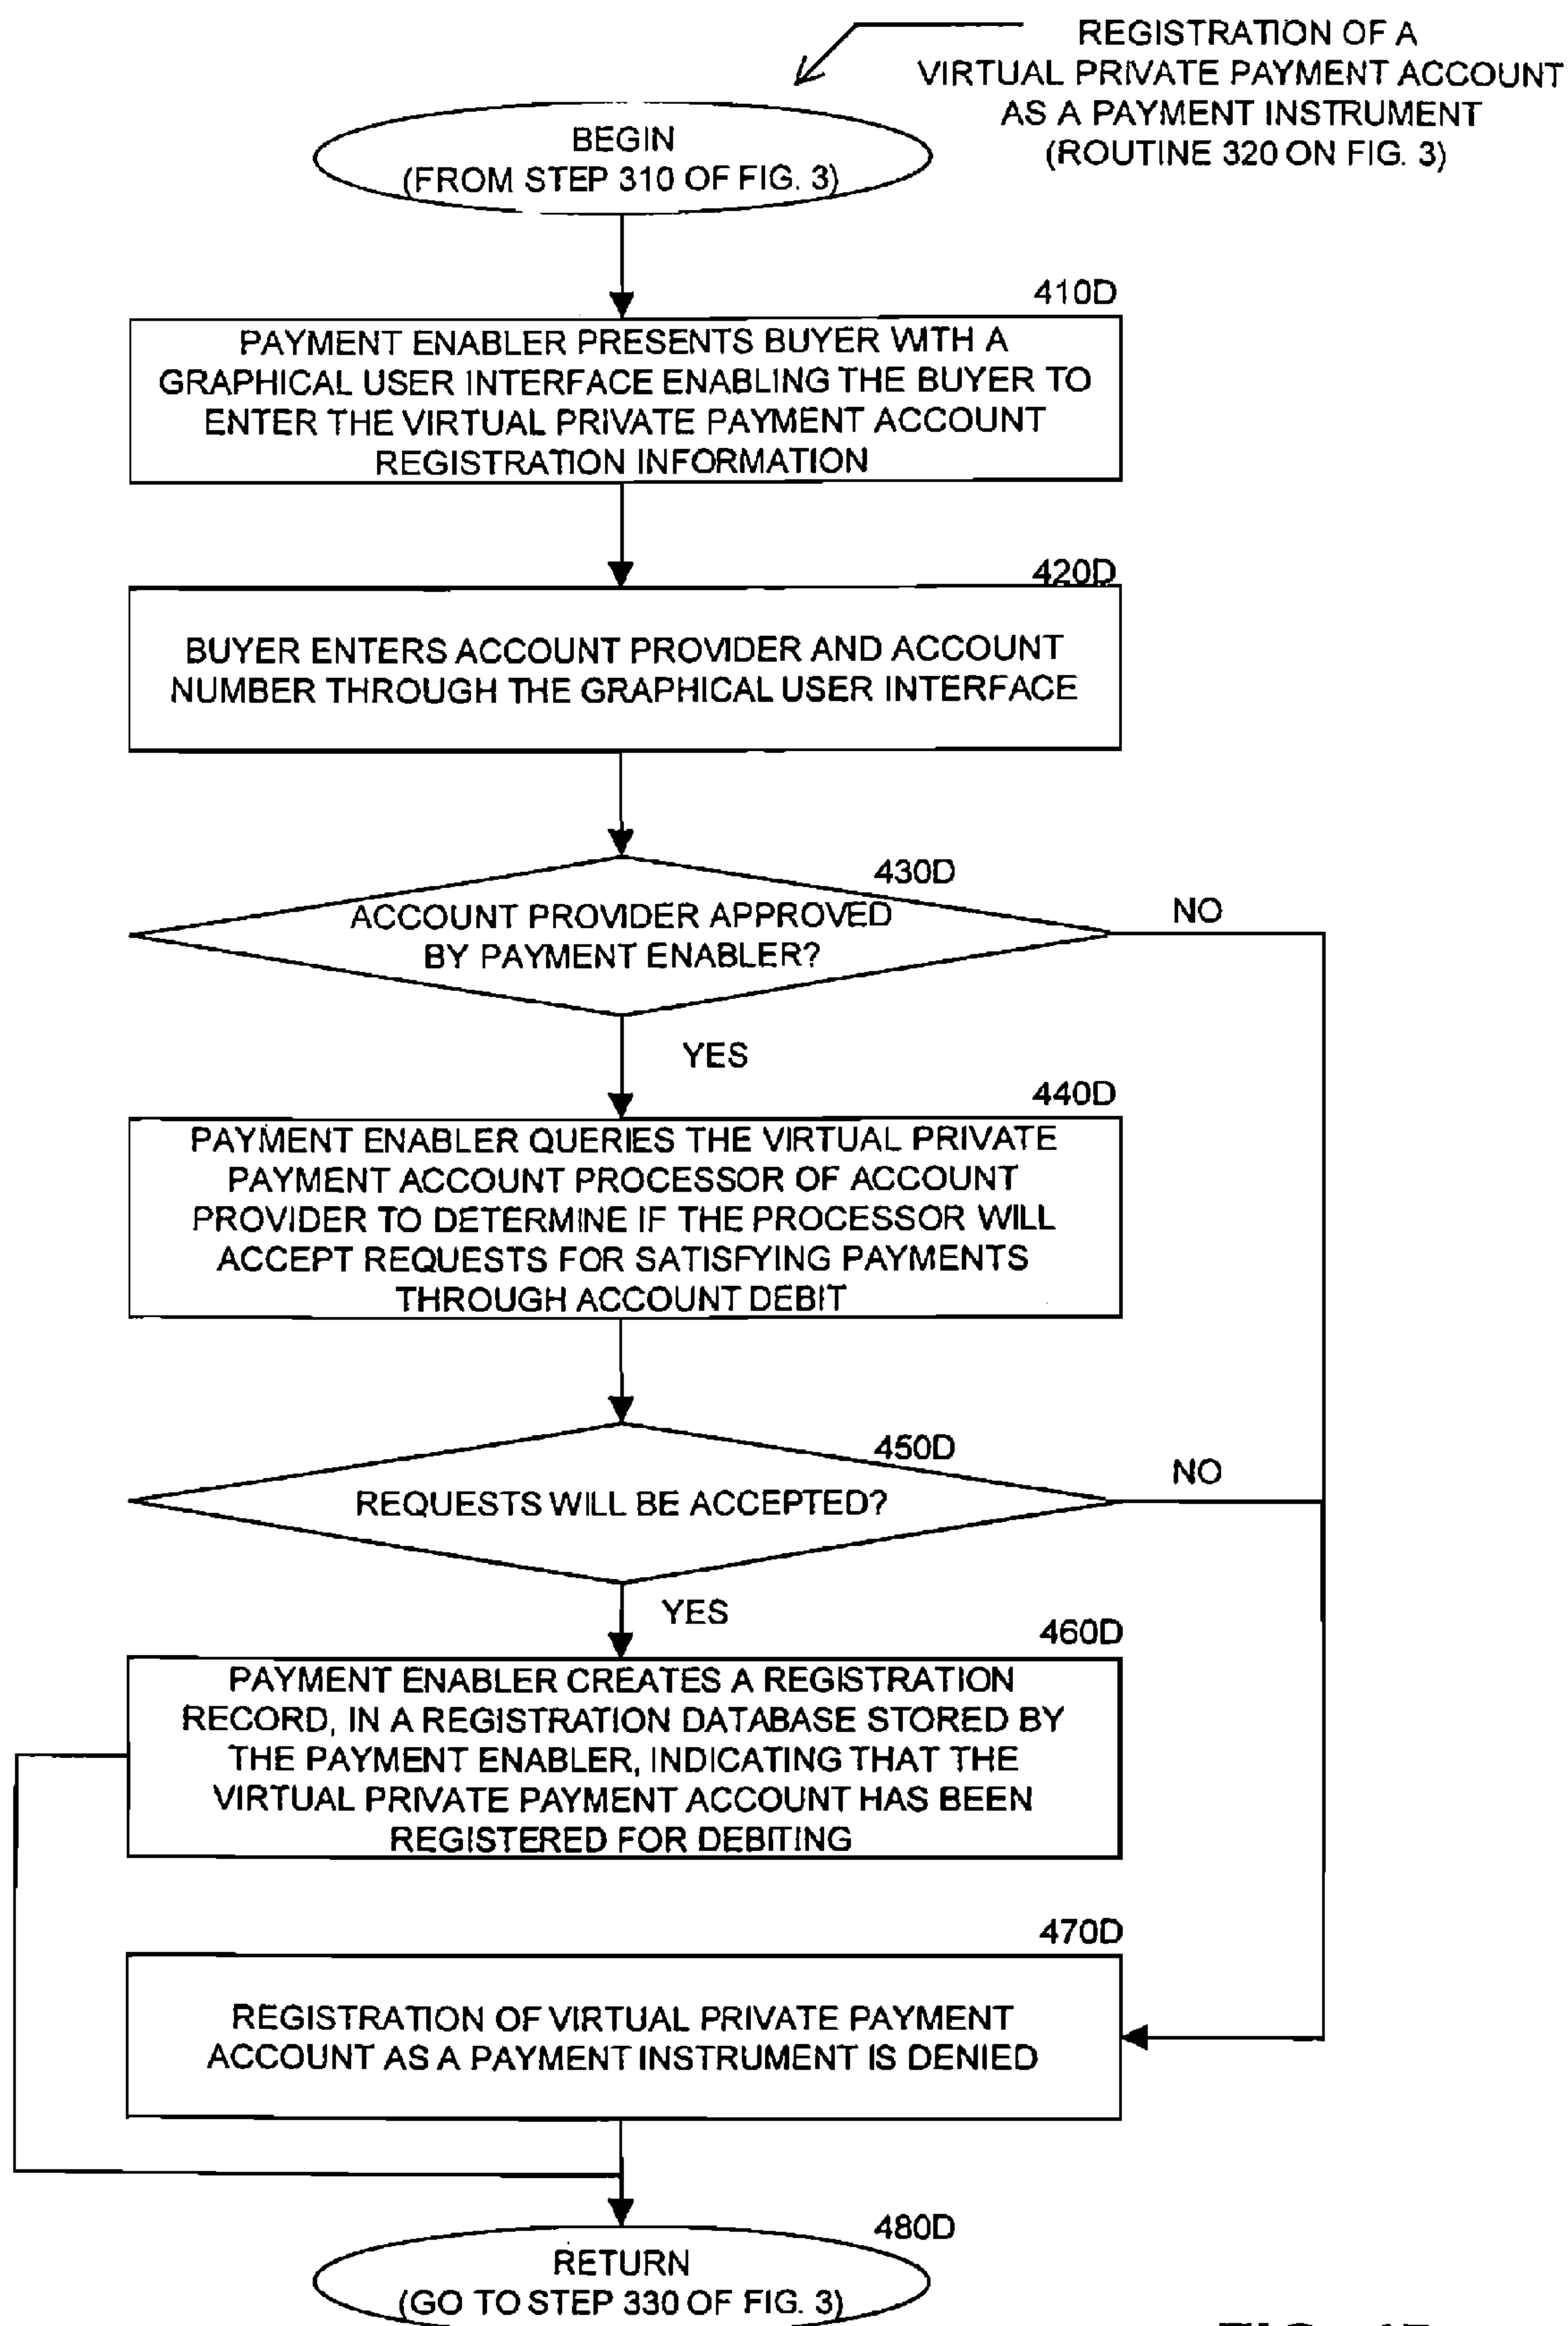 REGISTRATION OF A
VIRTUAL PRIVATE PAYMENT ACCOUNT
AS A PAYMENT INSTRUMENT
(ROUTINE 320 ON FIG. 3)
BEGIN
(FROM STEP 310 OF FIG. 3)
410D
PAYMENT ENABLER PRESENTS BUYER WITH A
GRAPHICAL USER INTERFACE ENABLING THE BUYER TO
ENTER THE VIRTUAL PRIVATE PAYMENT ACCOUNT
REGISTRATION INFORMATION
420D
BUYER ENTERS ACCOUNT PROVIDER AND ACCOUNT
NUMBER THROUGH THE GRAPHICAL USER INTERFACE
430D
ACCOUNT PROVIDER APPROVED
BY PAYMENT ENABLER?
NO
YES
440D
PAYMENT ENABLER QUERIES THE VIRTUAL PRIVATE
PAYMENT ACCOUNT PROCESSOR OF ACCOUNT
PROVIDER TO DETERMINE IF THE PROCESSOR WILL
ACCEPT REQUESTS FOR SATISFYING PAYMENTS
THROUGH ACCOUNT DEBIT
450D
REQUESTS WILL BE ACCEPTED?
NO
YES
460D
PAYMENT ENABLER CREATES A REGISTRATION
RECORD, IN A REGISTRATION DATABASE STORED BY
THE PAYMENT ENABLER, INDICATING THAT THE
VIRTUAL PRIVATE PAYMENT ACCOUNT HAS BEEN
REGISTERED FOR DEBITING
470D
REGISTRATION OF VIRTUAL PRIVATE PAYMENT
ACCOUNT AS A PAYMENT INSTRUMENT IS DENIED
480D
RETURN
(GO TO STEP 330 OF FIG. 3)